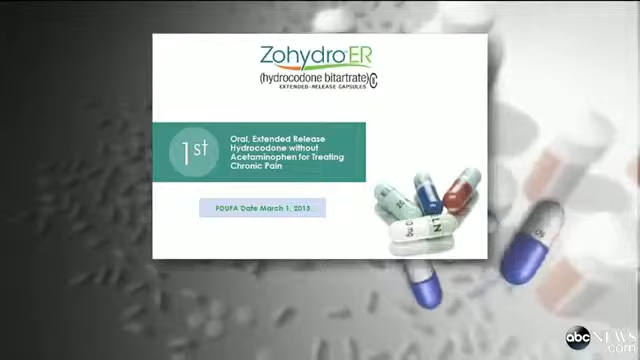 Zohydro® ER
(hydrocodone bitartrate)
EXTENDED-RELEASE CAPSULES
1st
Oral, Extended Release
Hydrocodone without
Acetaminophen for Treating
Chronic Pain
PDUFA Date March 1, 2013
abc NEWS
.com